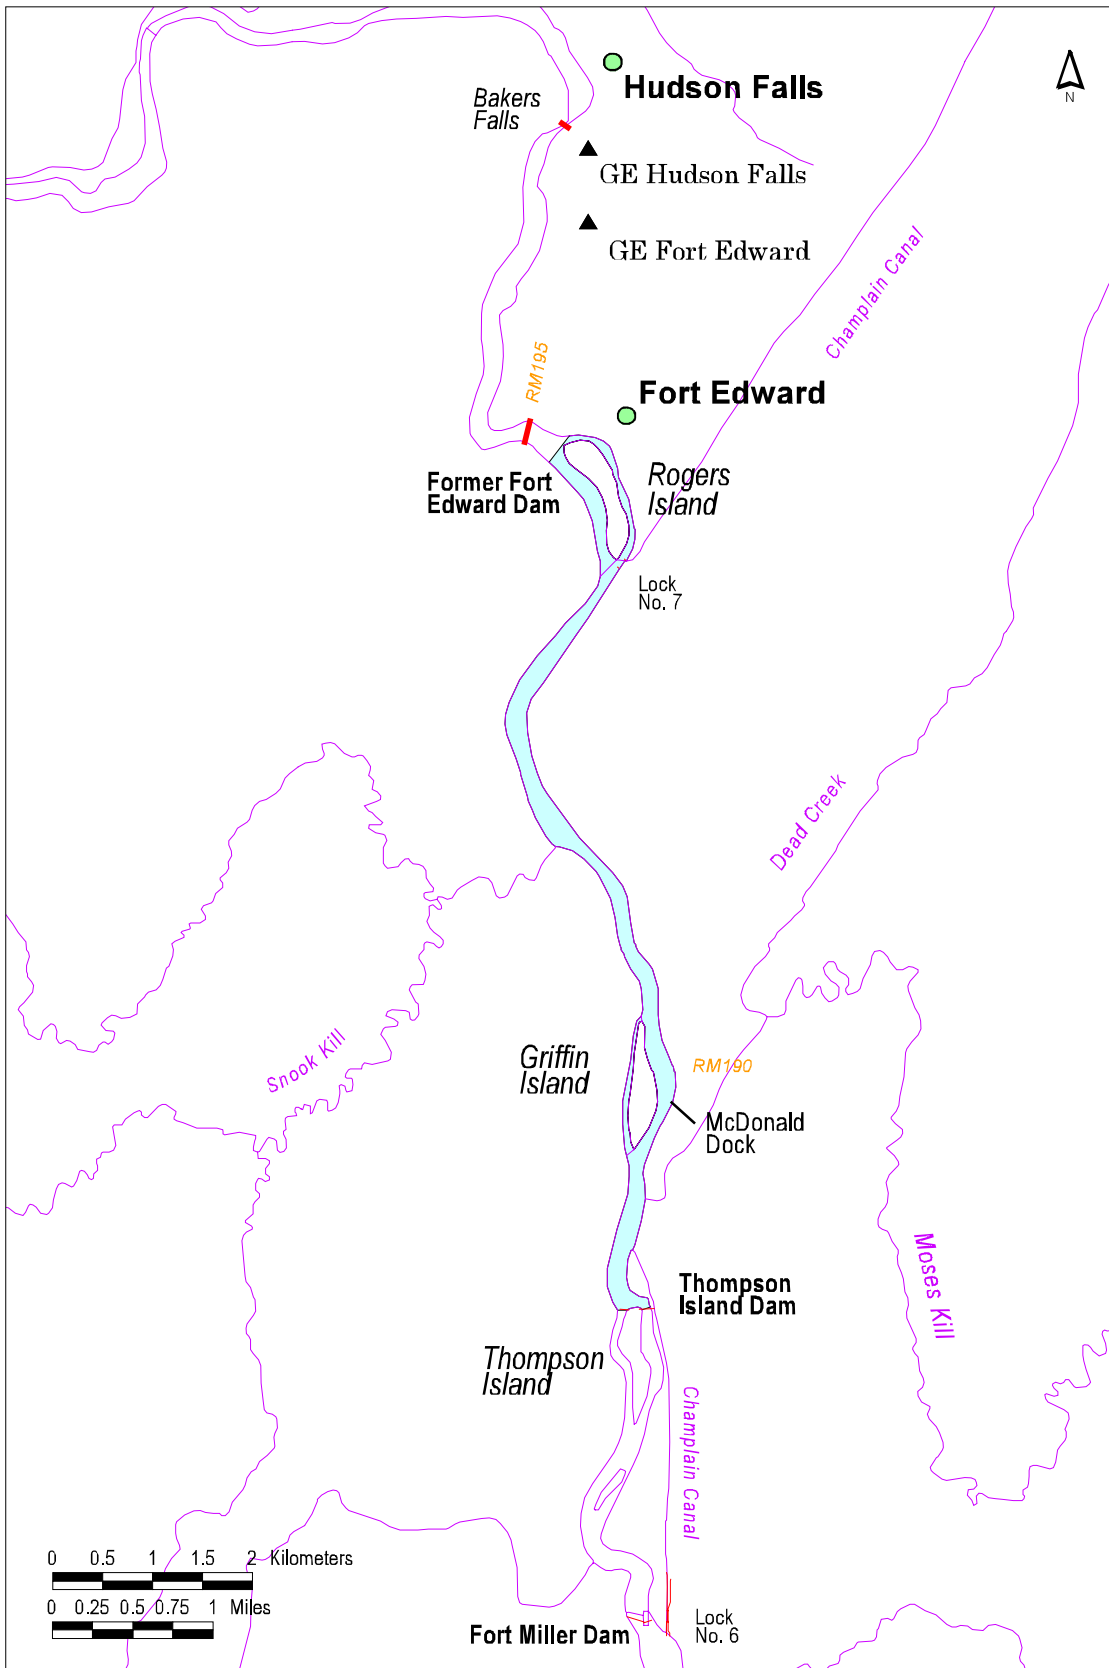 Hudson Falls
N
Bakers
Falls
GE Hudson Falls
GE Fort Edward
Champlain Canal
RM195
Fort Edward
Former Fort
Edward Dam
Rogers
Island
Lock
No. 7
Dead Creek
Snook Kill
Griffin
Island
RM190
McDonald
Dock
Moses Kill
Thompson
Island Dam
Thompson
Island
Champlain Canal
0 0.5 1 1.5 2 Kilometers
0 0.25 0.5 0.75 1 Miles
Fort Miller Dam
Lock
No. 6